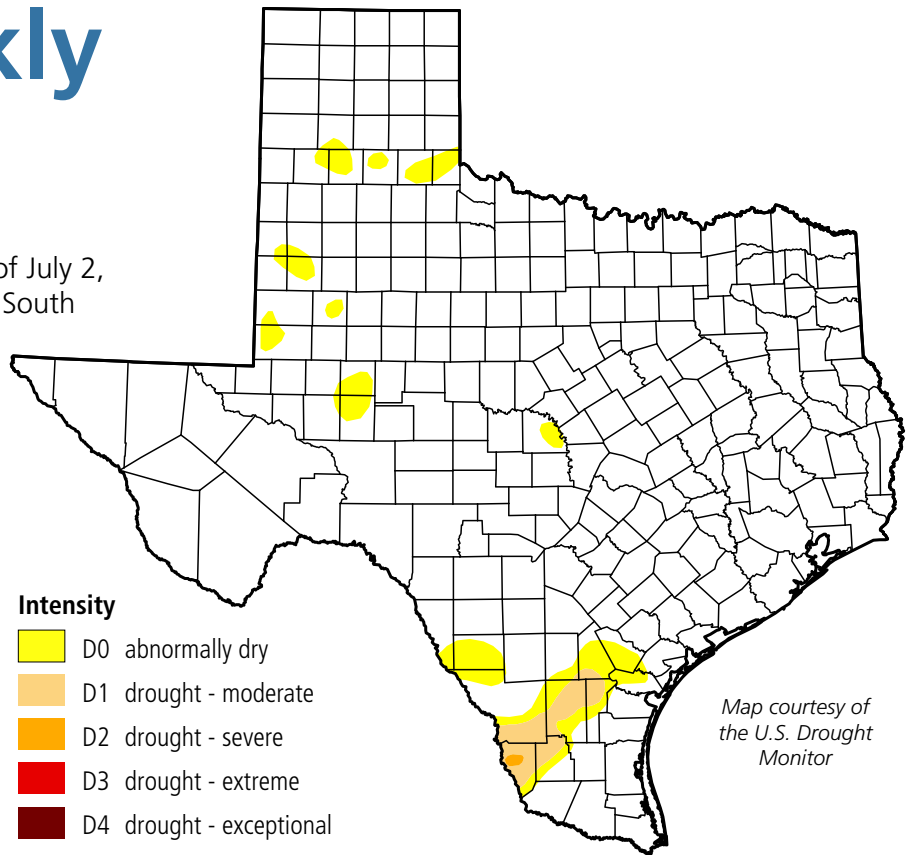 kly
of July 2,
South
Intensity
D0 abnormally dry
D1 drought - moderate
D2 drought - severe
D3 drought - extreme
D4 drought - exceptional
Map courtesy of
the U.S. Drought
Monitor